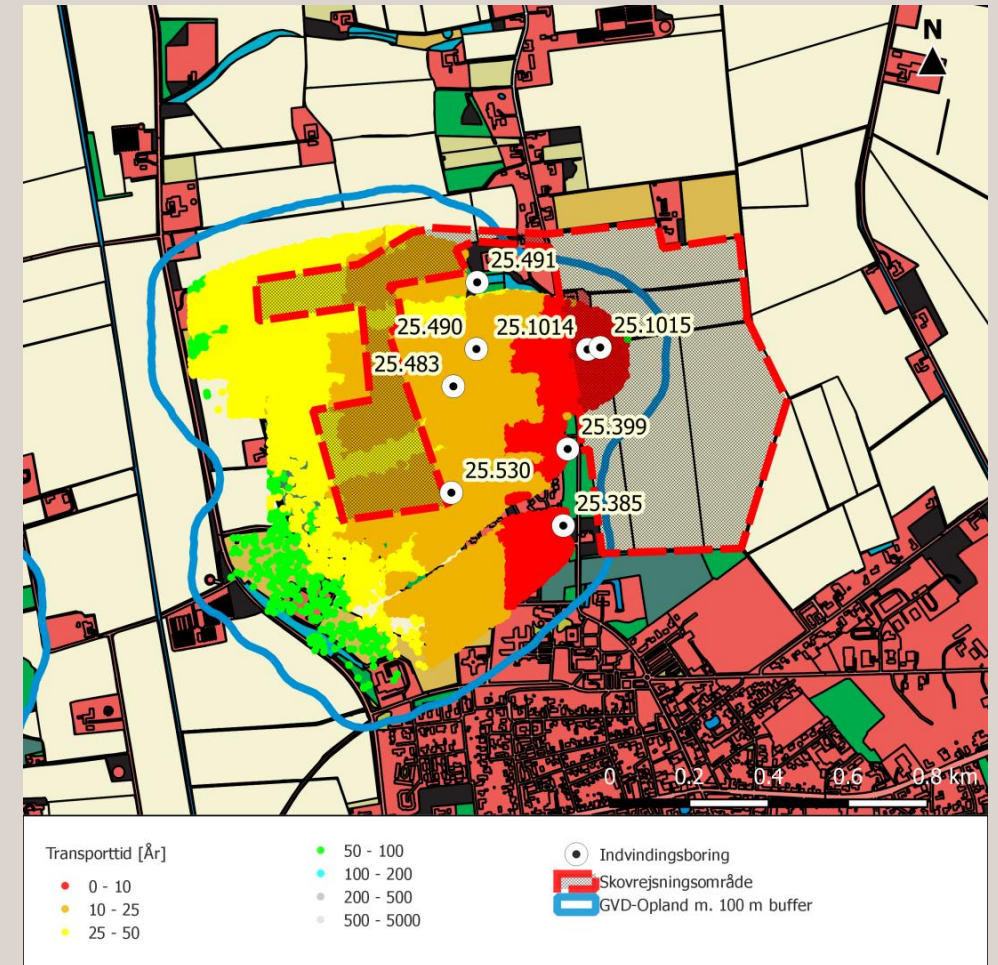 N
25.491
25.490 25.1014 25.1015
25.483
25.399
25.530
25.385
0 0.2 0.4 0.6 0.8 km
Transporttid [År]
0 - 10
10 - 25
25 - 50
50 - 100
100 - 200
200 - 500
500 - 5000
Indvindingsboring
Skovrejsningsområde
GVD-Opland m. 100 m buffer